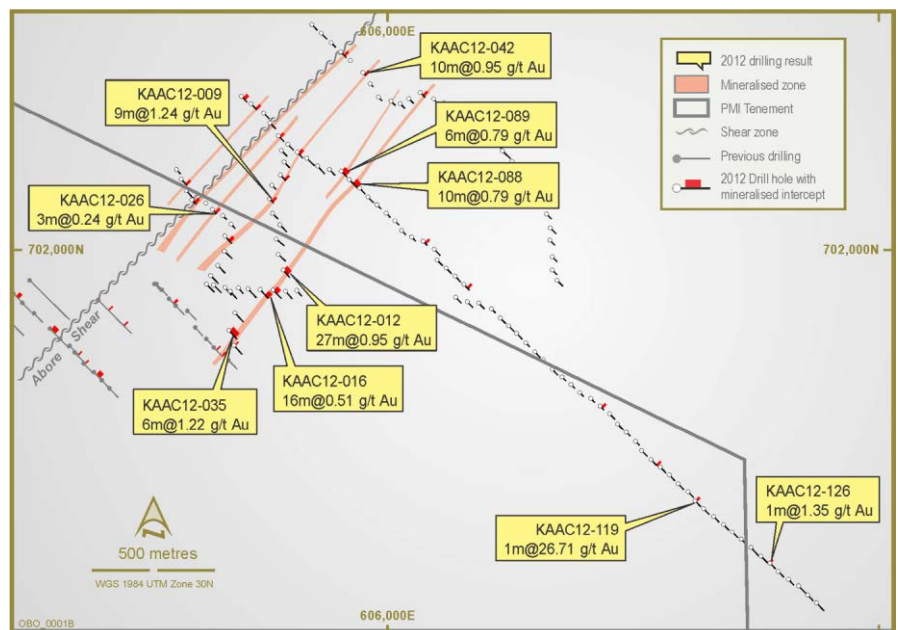 606,000E
KAAC12-042
10m@0.95 g/t Au
KAAC12-009
9m@1.24 g/t Au
KAAC12-089
6m@0.79 g/t Au
KAAC12-088
10m@0.79 g/t Au
KAAC12-026
3m@0.24 g/t Au
2012 drilling result
Mineralised zone
PMI Tenement
Shear zone
Previous drilling
2012 Drill hole with
mineralised intercept
702,000N
702,000N
KAAC12-012
27m@0.95 g/t Au
Abore Shear
KAAC12-016
16m@0.51 g/t Au
KAAC12-035
6m@1.22 g/t Au
KAAC12-126
1m@1.35 g/t Au
KAAC12-119
1m@26.71 g/t Au
N
500 metres
WGS 1984 UTM Zone 30N
606,000E
OBO_0001B